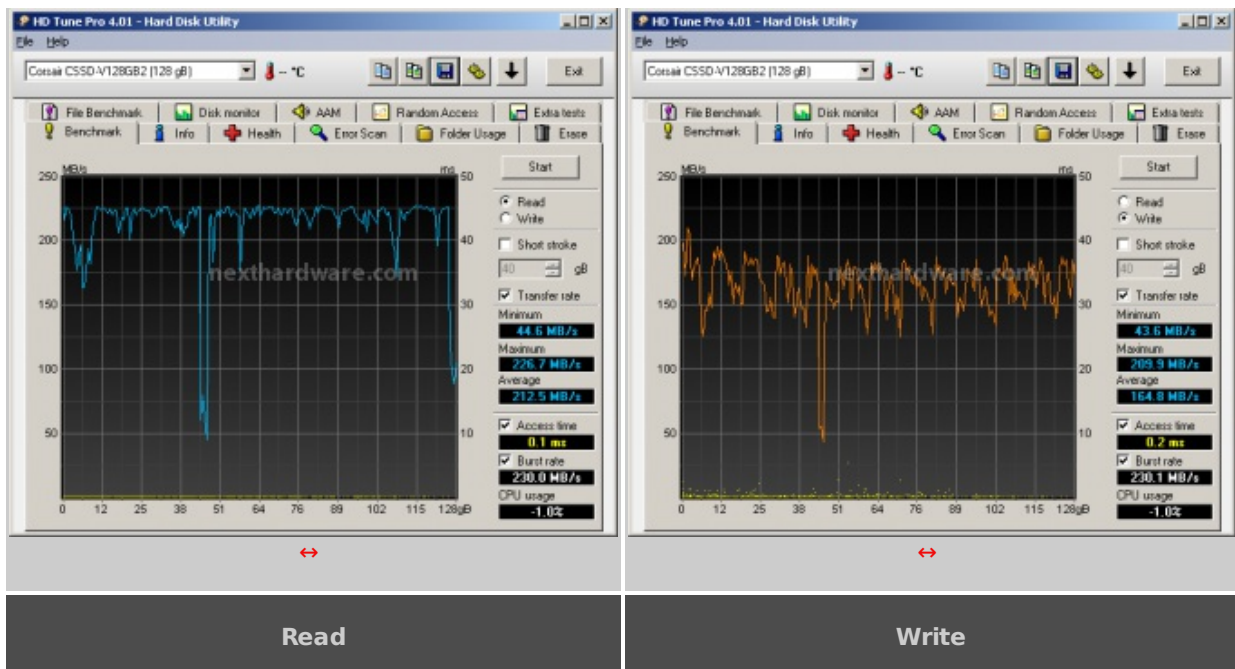 HD Tune Pro 4.01 - Hard Disk Utility
File Help
Corsair CSSD-V128GB2 (128 gB)
-- °C
Exit
File Benchmark Disk monitor AAM Random Access Extra tests
Benchmark Info Health Error Scan Folder Usage Erase
MB/s
ms
250
200
150
100
50
50
40
30
20
10
nexthardware.com
0 12 25 38 51 64 76 89 102 115 128gB
Start
Read
Write
Short stroke
40 gB
Transfer rate
Minimum
44.6 MB/s
Maximum
226.7 MB/s
Average
212.5 MB/s
Access time
0.1 ms
Burst rate
230.0 MB/s
CPU usage
-1.0%
↔
Read
HD Tune Pro 4.01 - Hard Disk Utility
File Help
Corsair CSSD-V128GB2 (128 gB)
-- °C
Exit
File Benchmark Disk monitor AAM Random Access Extra tests
Benchmark Info Health Error Scan Folder Usage Erase
MB/s
ms
250
200
150
100
50
50
40
30
20
10
nexthardware.com
0 12 25 38 51 64 76 89 102 115 128gB
Start
Read
Write
Short stroke
40 gB
Transfer rate
Minimum
43.6 MB/s
Maximum
209.9 MB/s
Average
164.8 MB/s
Access time
0.2 ms
Burst rate
230.1 MB/s
CPU usage
-1.0%
↔
Write